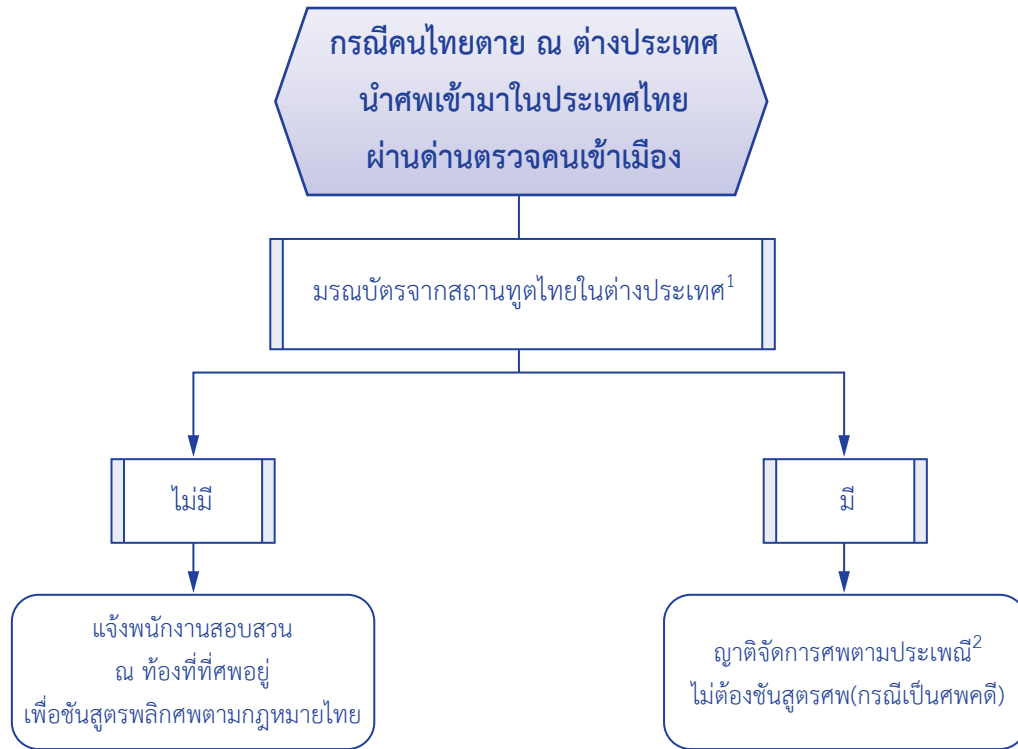 กรณีคนไทยตาย ณ ต่างประเทศ
นำศพเข้ามาในประเทศไทย
ผ่านด่านตรวจคนเข้าเมือง
มรณบัตรจากสถานทูตไทยในต่างประเทศ¹
ไม่มี
มี
แจ้งพนักงานสอบสวน
ณ ท้องที่ที่ศพอยู่
เพื่อชันสูตรพลิกศพตามกฎหมายไทย
ญาติจัดการศพตามประเพณี²
ไม่ต้องชันสูตรศพ(กรณีเป็นศพคดี)